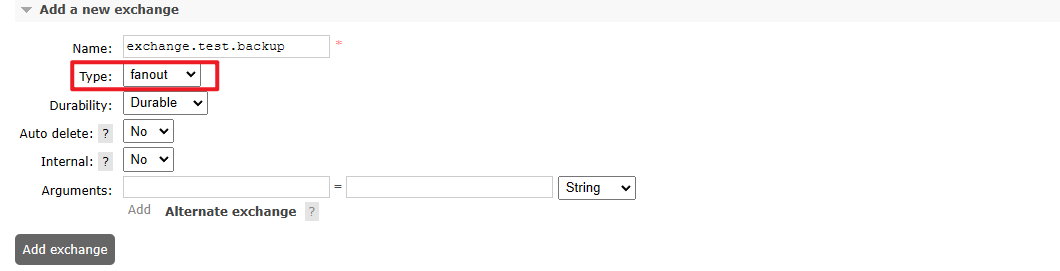 Add a new exchange
Name: exchange.test.backup *
Type: fanout
Durability: Durable
Auto delete: ? No
Internal: ? No
Arguments: = String
Add Alternate exchange ?
Add exchange